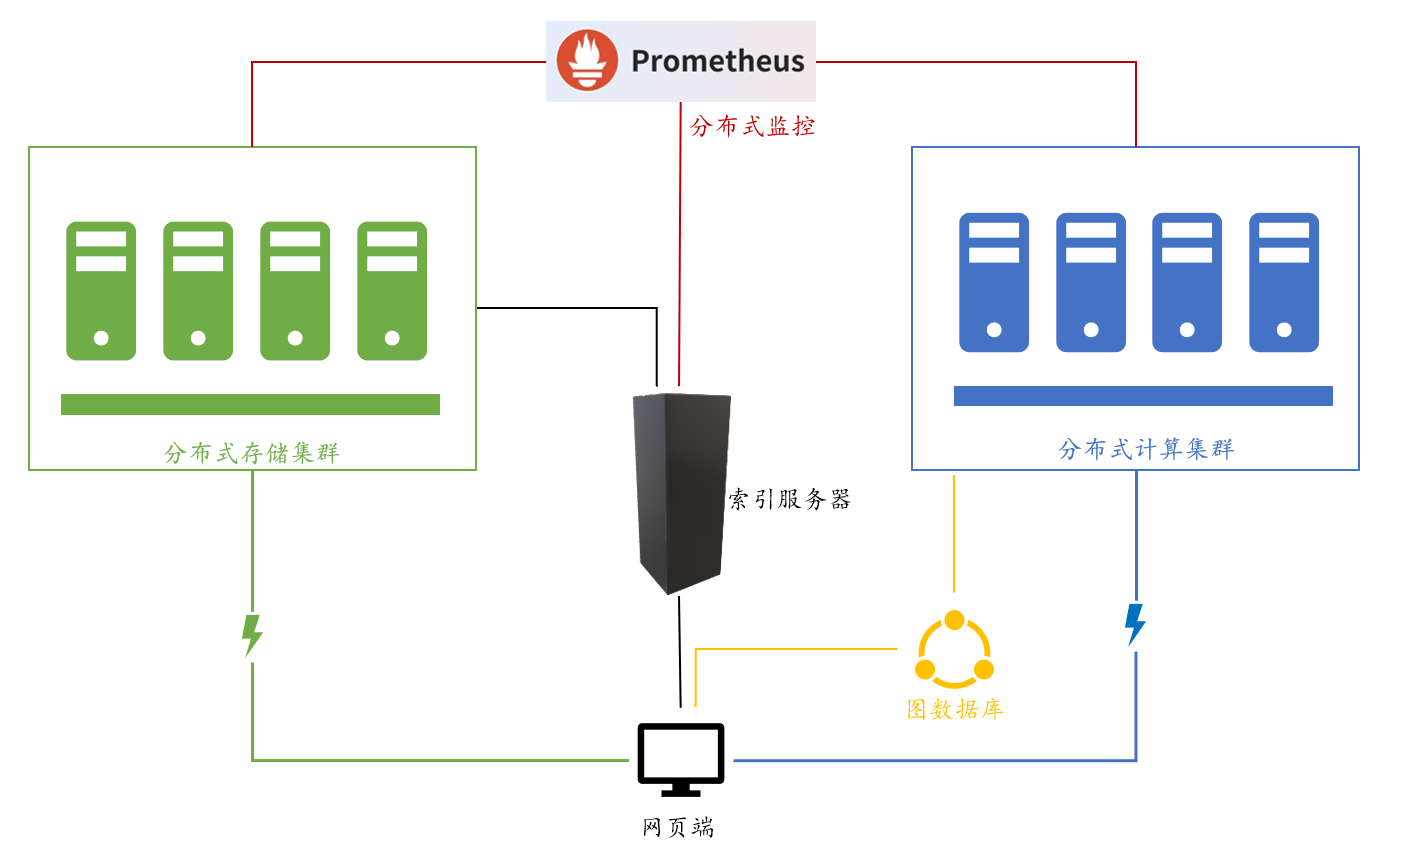 Prometheus
分布式监控
分布式存储集群
分布式计算集群
索引服务器
图数据库
网页端